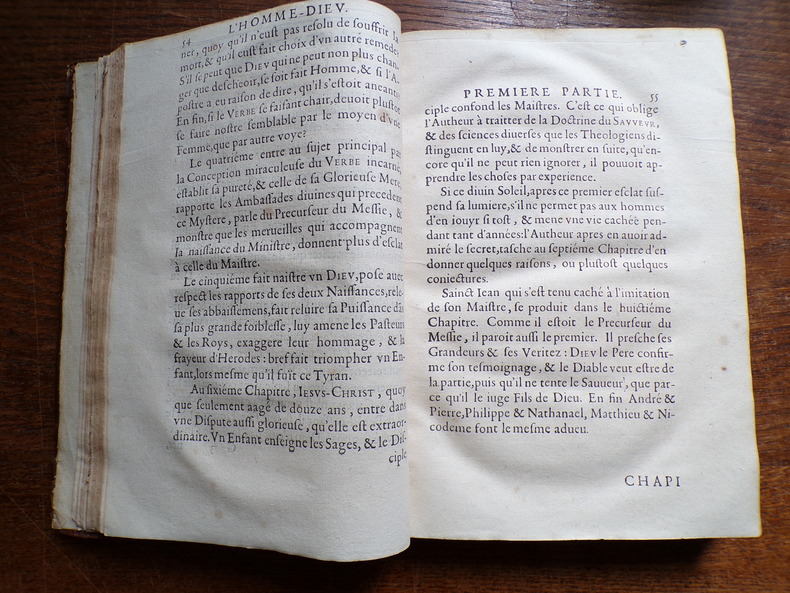 54
L'HOMME-DIEV.
ner, quoy qu'il n'eust pas resolu de souffrir la
mort, & qu'il eust fait choix d'vn autre remede:
S'il se peut que DIEV qui ne peut non plus chan-
ger que descheoir, se soit fait Homme, & si l'A-
postre a eu raison de dire, qu'il s'estoit aneanty
En fin, si le VERBE se faisant chair, deuoit plustost
se faire nostre semblable par le moyen d'vne
Femme, que par autre voye?
Le quatriéme entre au sujet principal par
la Conception miraculeuse du VERBE incarné,
establit sa pureté, & celle de sa Glorieuse Mere,
rapporte les Ambassades diuines qui precedent
ce Mystere, parle du Precurseur du Messie, &
monstre que les merueilles qui accompagnent
la naissance du Ministre, donnent plus d'esclat
à celle du Maistre.
Le cinquiéme fait naistre vn DIEV, pose auec
respect les rapports de ses deux Naissances, rele-
ue ses abbaissemens, fait reluire sa Puissance dãs
sa plus grande foiblesse, luy amene les Pasteurs
& les Roys, exaggere leur hommage, & la
frayeur d'Herodes: bref fait triompher vn En-
fant, lors mesme qu'il fuit ce Tyran.
Au sixiéme Chapitre, IESVS-CHRIST, quoy
que seulement aagé de douze ans, entre dans
vne Dispute aussi glorieuse, qu'elle est extraor-
dinaire. Vn Enfant enseigne les Sages, & le Dis-
ciple
PREMIERE PARTIE. 55
ciple confond les Maistres. C'est ce qui oblige
l'Autheur à traitter de la Doctrine du SAVVEVR,
& des sciences diuerses que les Theologiens di-
stinguent en luy, & de monstrer en suite, qu'en-
core qu'il ne peut rien ignorer, il pouuoit ap-
prendre les choses par experience.
Si ce diuin Soleil, apres ce premier esclat sus-
pend sa lumiere, s'il ne permet pas aux hommes
d'en iouyr si tost, & mene vne vie cachée pen-
dant tant d'années: l'Autheur apres en auoir ad-
miré le secret, tasche au septiéme Chapitre d'en
donner quelques raisons, ou plustost quelques
coniectures.
Sainct Iean qui s'est tenu caché à l'imitation
de son Maistre, se produit dans le huictiéme
Chapitre. Comme il estoit le Precurseur du
Messie, il paroit aussi le premier. Il presche ses
Grandeurs & ses Veritez: DIEV le Pere confir-
me son tesmoignage, & le Diable veut estre de
la partie, puis qu'il ne tente le Sauueur, que par-
ce qu'il le iuge Fils de Dieu. En fin André &
Pierre, Philippe & Nathanael, Matthieu & Ni-
codeme font le mesme adueu.
CHAPI